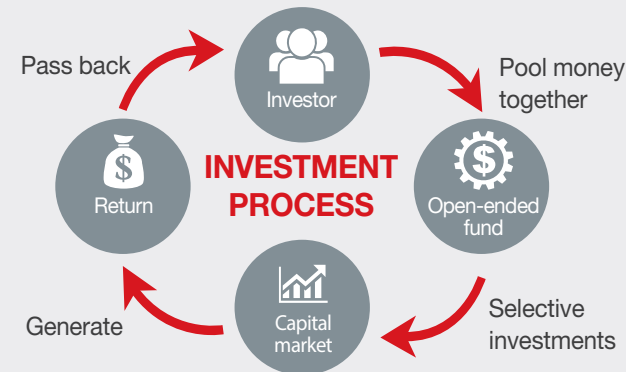 Pass back
Investor
Pool money
together
$
Return
INVESTMENT
PROCESS
$
Open-ended
fund
Generate
Capital
market
Selective
investments